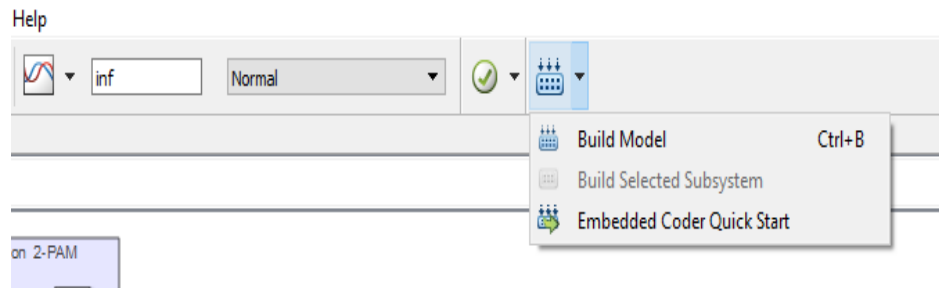 Help
inf
Normal
Build Model Ctrl+B
Build Selected Subsystem
Embedded Coder Quick Start
on 2-PAM